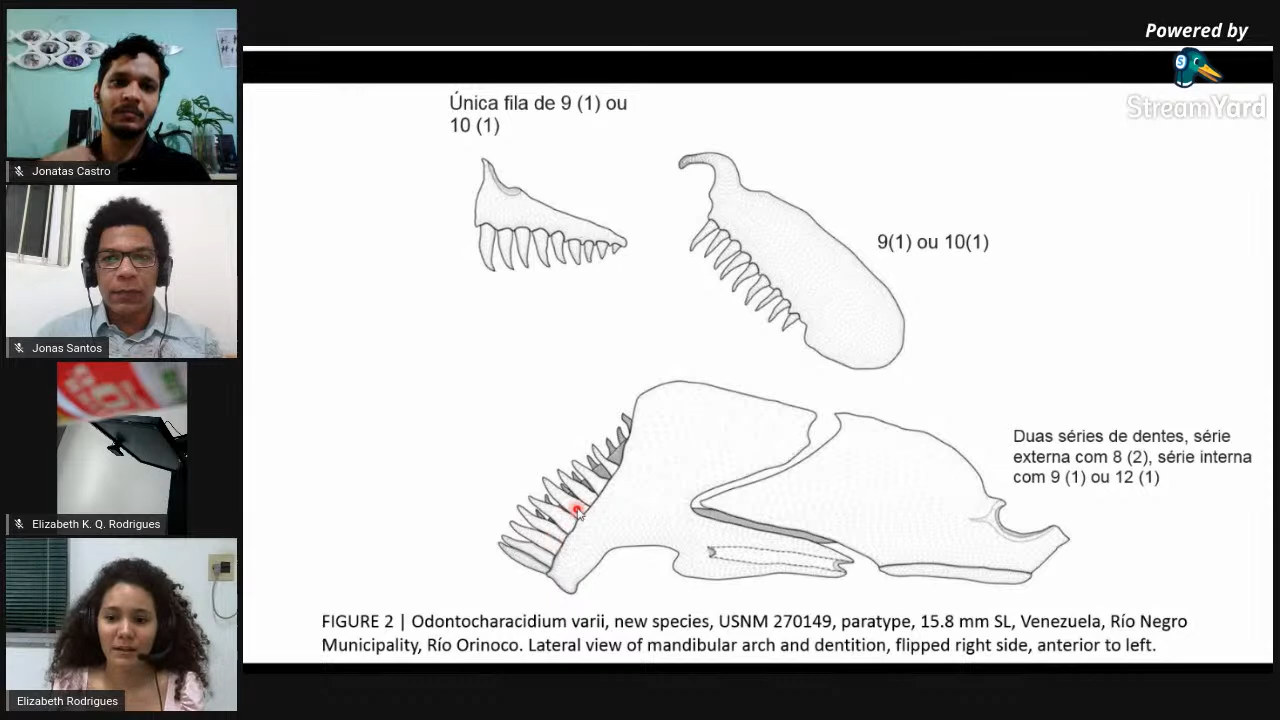 Powered by
StreamYard
Única fila de 9 (1) ou
10 (1)
9(1) ou 10(1)
Duas séries de dentes, série
externa com 8 (2), série interna
com 9 (1) ou 12 (1)
FIGURE 2 | Odontocharacidium varii, new species, USNM 270149, paratype, 15.8 mm SL, Venezuela, Río Negro
Municipality, Río Orinoco. Lateral view of mandibular arch and dentition, flipped right side, anterior to left.
Jonatas Castro
Jonas Santos
Elizabeth K. Q. Rodrigues
Elizabeth Rodrigues